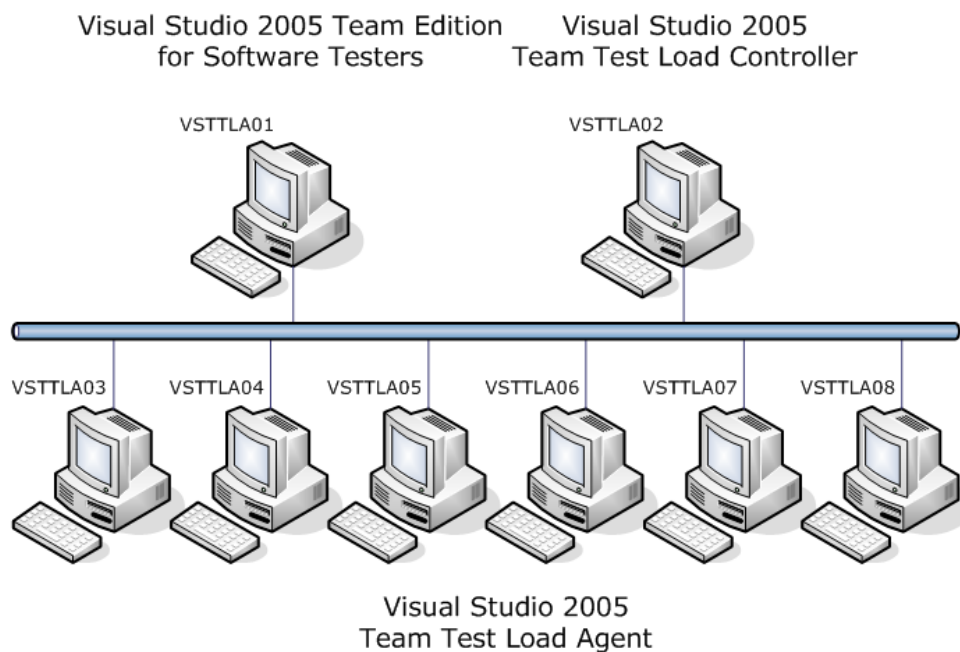 Visual Studio 2005 Team Edition
for Software Testers
Visual Studio 2005
Team Test Load Controller
VSTTLA01
VSTTLA02
VSTTLA03
VSTTLA04
VSTTLA05
VSTTLA06
VSTTLA07
VSTTLA08
Visual Studio 2005
Team Test Load Agent